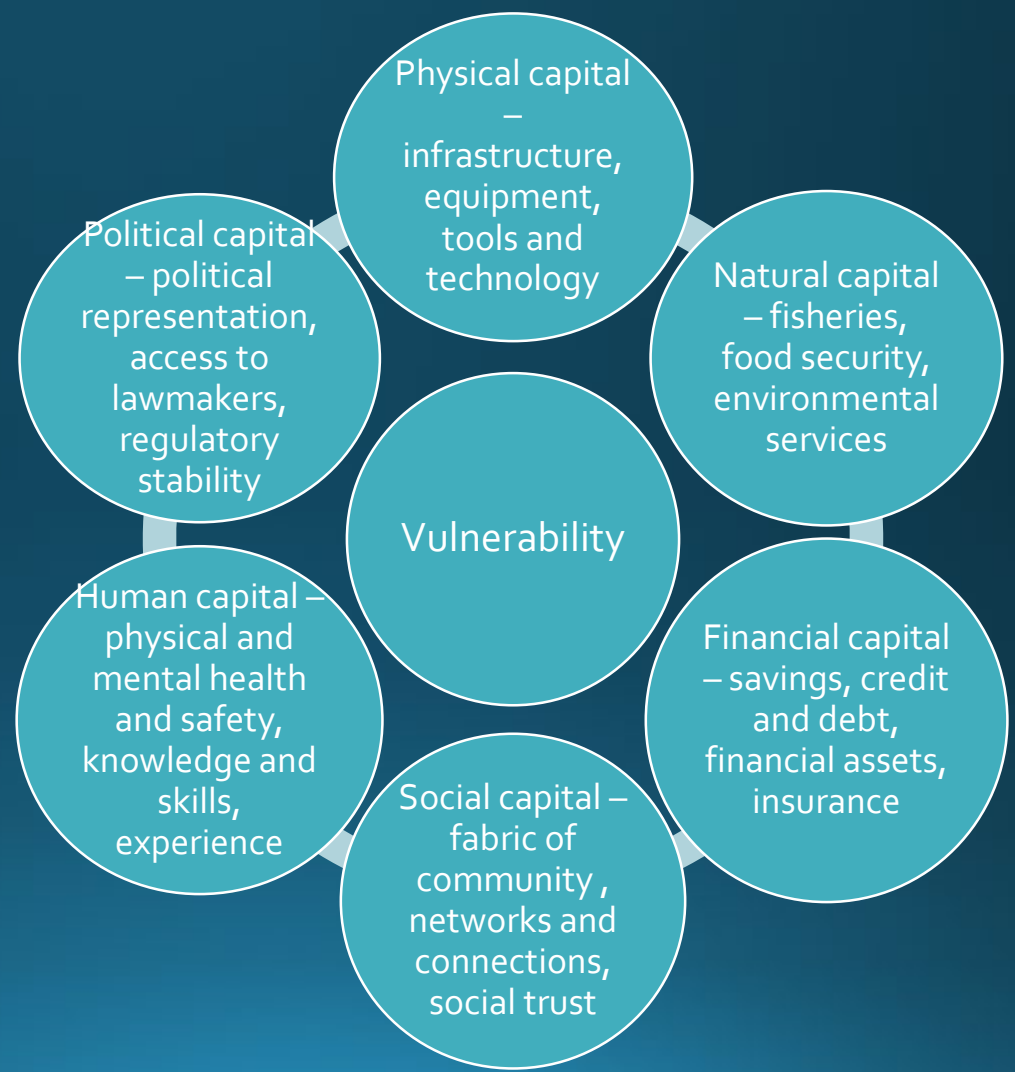 Physical capital
–
infrastructure,
equipment,
tools and
technology
Natural capital
– fisheries,
food security,
environmental
services
Financial capital
– savings, credit
and debt,
financial assets,
insurance
Social capital –
fabric of
community ,
networks and
connections,
social trust
Human capital –
physical and
mental health
and safety,
knowledge and
skills,
experience
Political capital
– political
representation,
access to
lawmakers,
regulatory
stability
Vulnerability